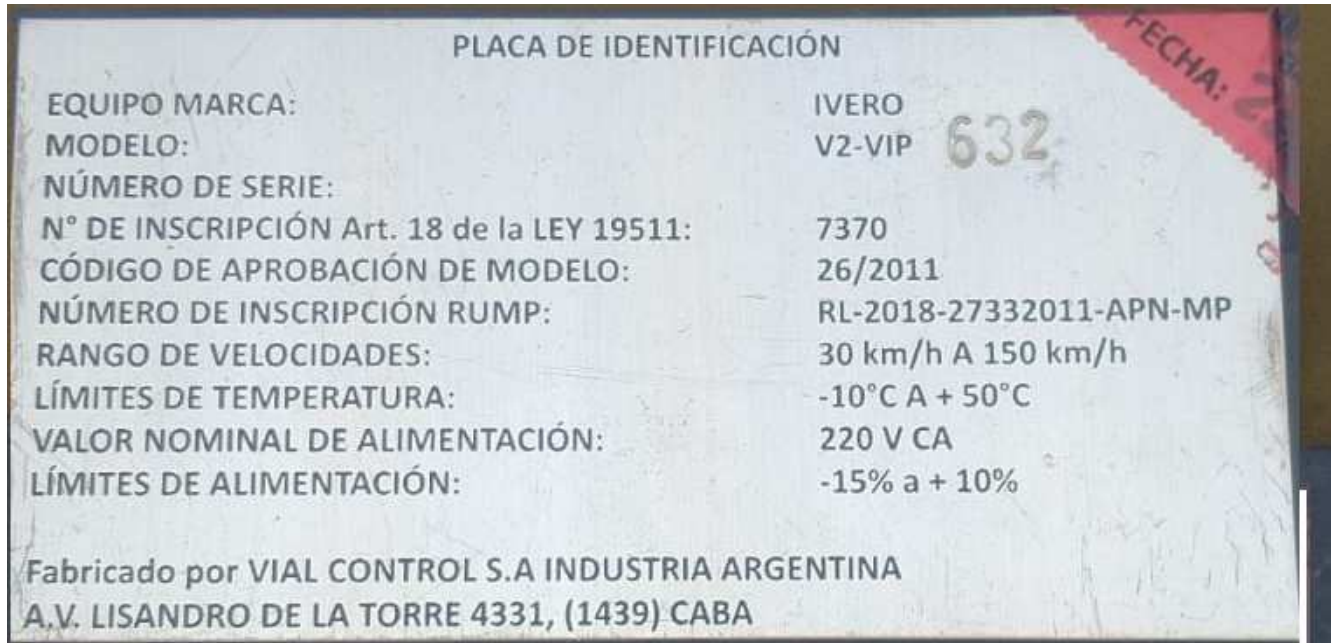 PLACA DE IDENTIFICACIÓN
FECHA:
EQUIPO MARCA: IVERO
MODELO: V2-VIP 632
NÚMERO DE SERIE:
N° DE INSCRIPCIÓN Art. 18 de la LEY 19511: 7370
CÓDIGO DE APROBACIÓN DE MODELO: 26/2011
NÚMERO DE INSCRIPCIÓN RUMP: RL-2018-27332011-APN-MP
RANGO DE VELOCIDADES: 30 km/h A 150 km/h
LÍMITES DE TEMPERATURA: -10°C A + 50°C
VALOR NOMINAL DE ALIMENTACIÓN: 220 V CA
LÍMITES DE ALIMENTACIÓN: -15% a + 10%
Fabricado por VIAL CONTROL S.A INDUSTRIA ARGENTINA
A.V. LISANDRO DE LA TORRE 4331, (1439) CABA